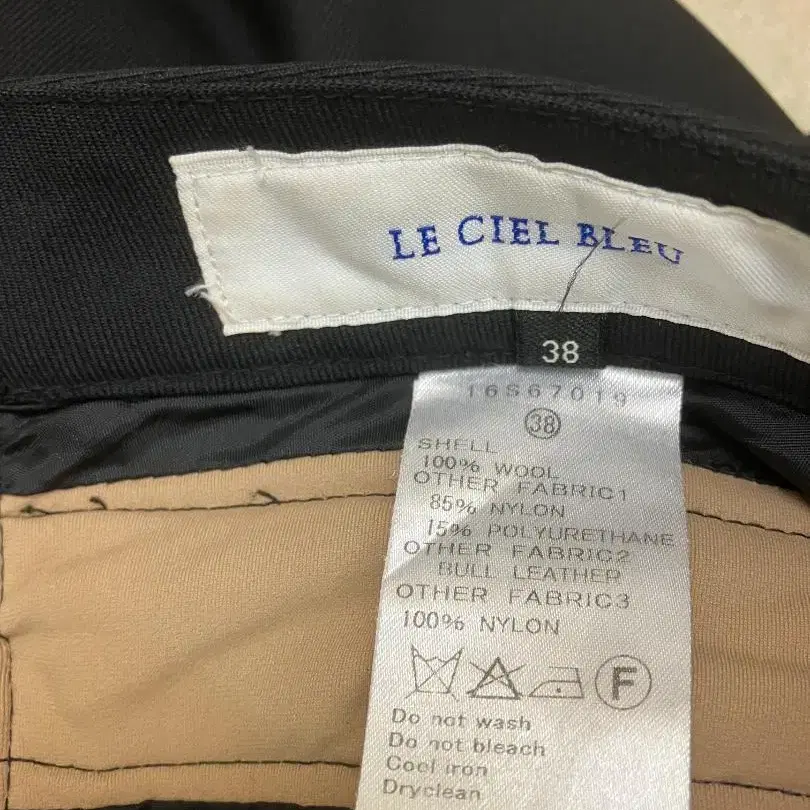 LE CIEL BLEU
38
16S67019
38
SHELL
100% WOOL
OTHER FABRIC1
85% NYLON
15% POLYURETHANE
OTHER FABRIC2
BULL LEATHER
OTHER FABRIC3
100% NYLON
F
Do not wash
Do not bleach
Cool iron
Dryclean